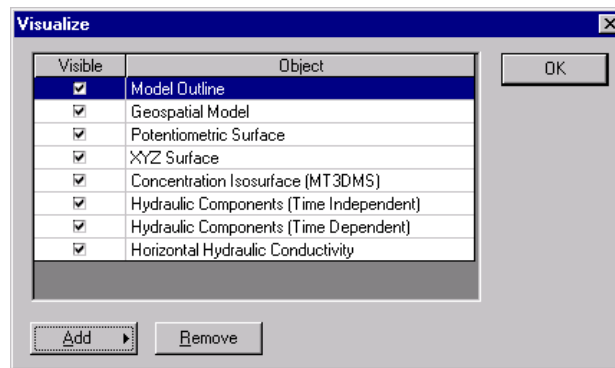 Visualize
Visible Object
OK
Model Outline
Geospatial Model
Potentiometric Surface
XYZ Surface
Concentration Isosurface (MT3DMS)
Hydraulic Components (Time Independent)
Hydraulic Components (Time Dependent)
Horizontal Hydraulic Conductivity
Add Remove